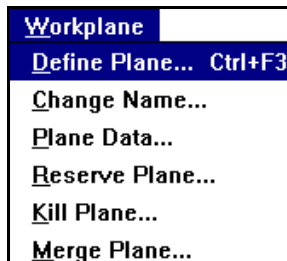 Workplane
Define Plane... Ctrl+F3
Change Name...
Plane Data...
Reserve Plane...
Kill Plane...
Merge Plane...